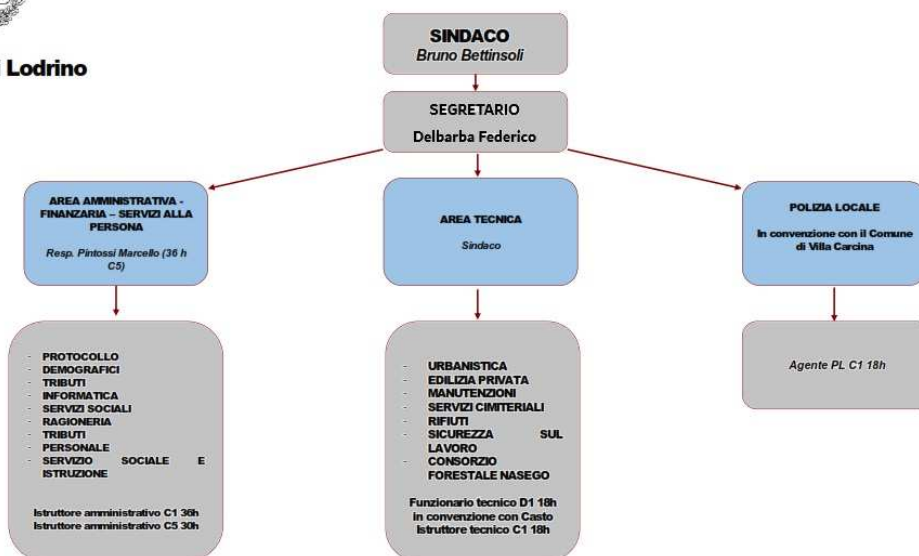 Lodrino
SINDACO
Bruno Bettinsoli
SEGRETARIO
Delbarba Federico
AREA AMMINISTRATIVA -
FINANZARIA – SERVIZI ALLA
PERSONA
Resp. Pintossi Marcello (36 h
C5)
AREA TECNICA
Sindaco
POLIZIA LOCALE
In convenzione con il Comune
di Villa Carcina
- PROTOCOLLO
- DEMOGRAFICI
- TRIBUTI
- INFORMATICA
- SERVIZI SOCIALI
- RAGIONERIA
- TRIBUTI
- PERSONALE
- SERVIZIO SOCIALE E
ISTRUZIONE
Istruttore amministrativo C1 36h
Istruttore amministrativo C5 30h
- URBANISTICA
- EDILIZIA PRIVATA
- MANUTENZIONI
- SERVIZI CIMITERIALI
- RIFIUTI
- SICUREZZA SUL
LAVORO
- CONSORZIO
FORESTALE NASEGO
Funzionario tecnico D1 18h
in convenzione con Casto
Istruttore tecnico C1 18h
Agente PL C1 18h